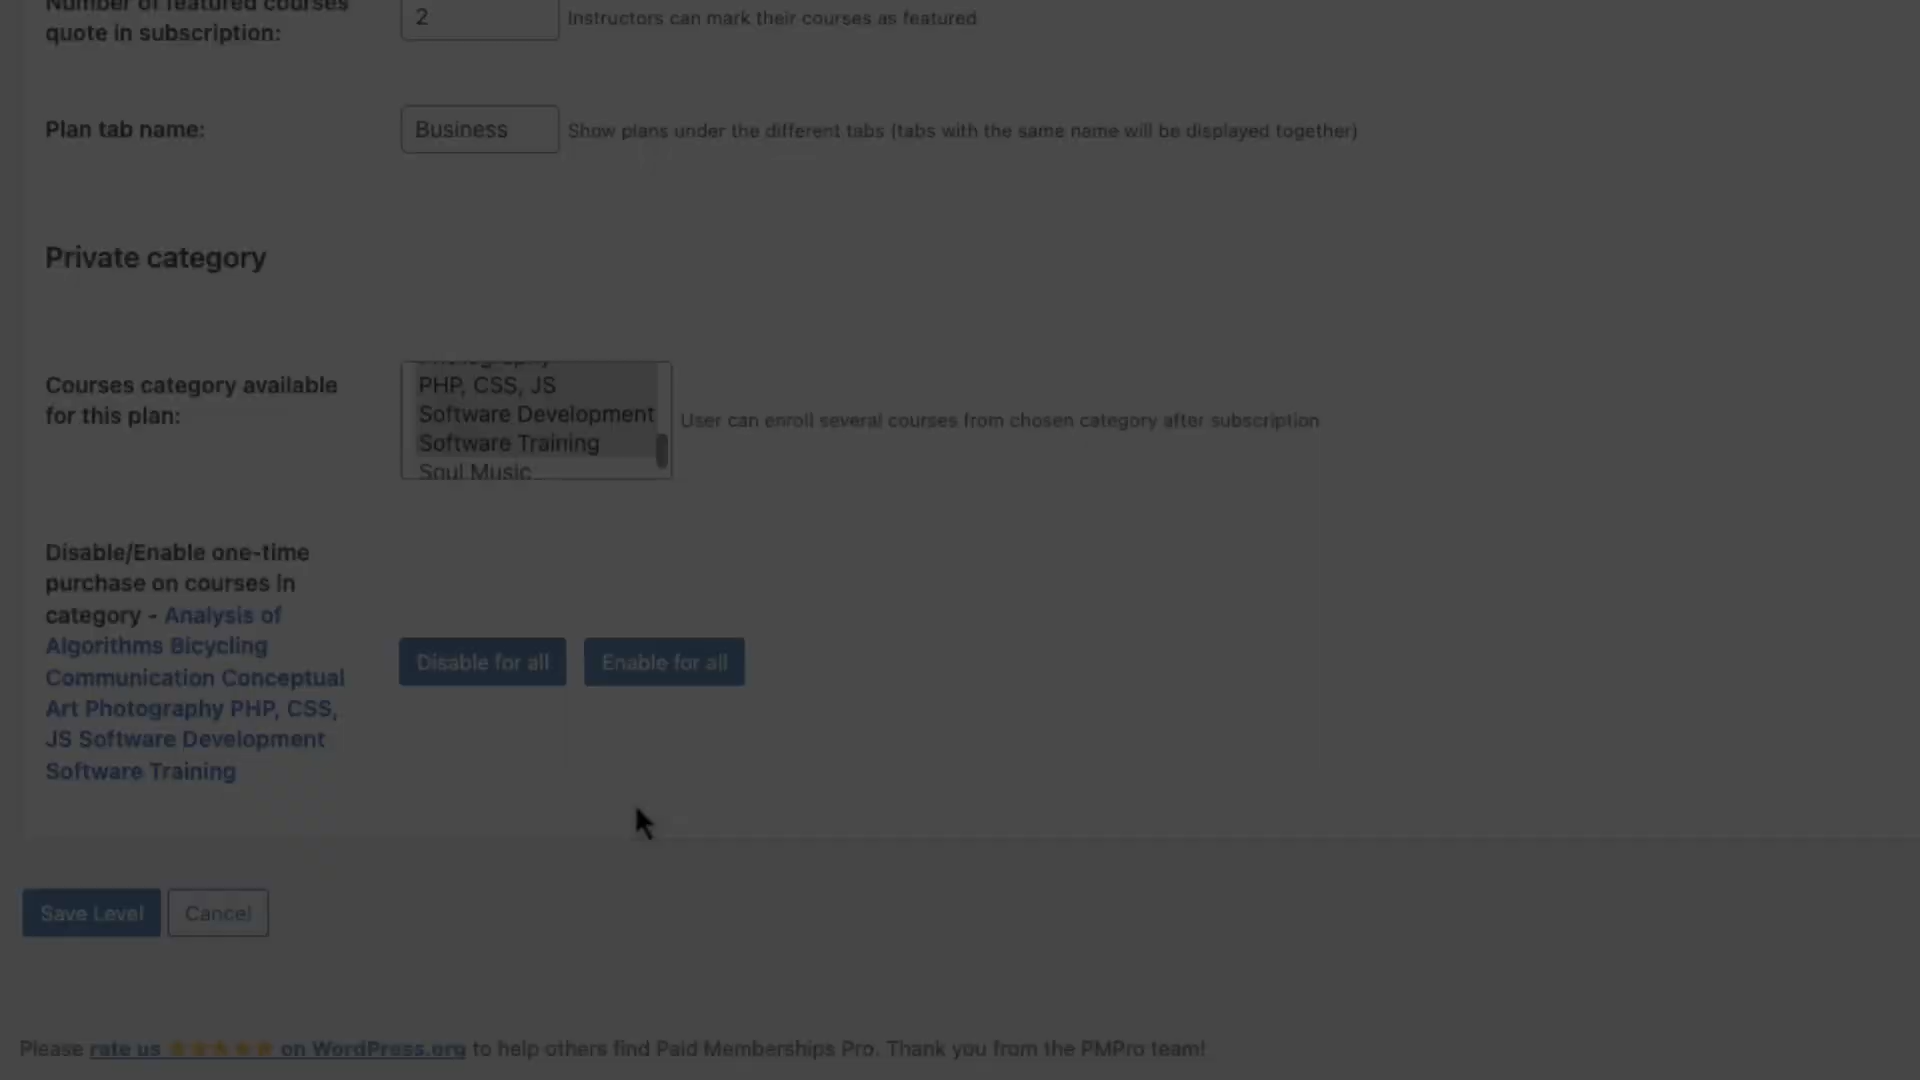 Number of featured courses
quote in subscription:
2
Instructors can mark their courses as featured
Plan tab name:
Business
Show plans under the different tabs (tabs with the same name will be displayed together)
Private category
Courses category available
for this plan:
PHP, CSS, JS
Software Development
Software Training
Soul Music
User can enroll several courses from chosen category after subscription
Disable/Enable one-time
purchase on courses in
category - Analysis of
Algorithms Bicycling
Communication Conceptual
Art Photography PHP, CSS,
JS Software Development
Software Training
Disable for all
Enable for all
Save Level
Cancel
Please rate us ★★★★★ on WordPress.org to help others find Paid Memberships Pro. Thank you from the PMPro team!